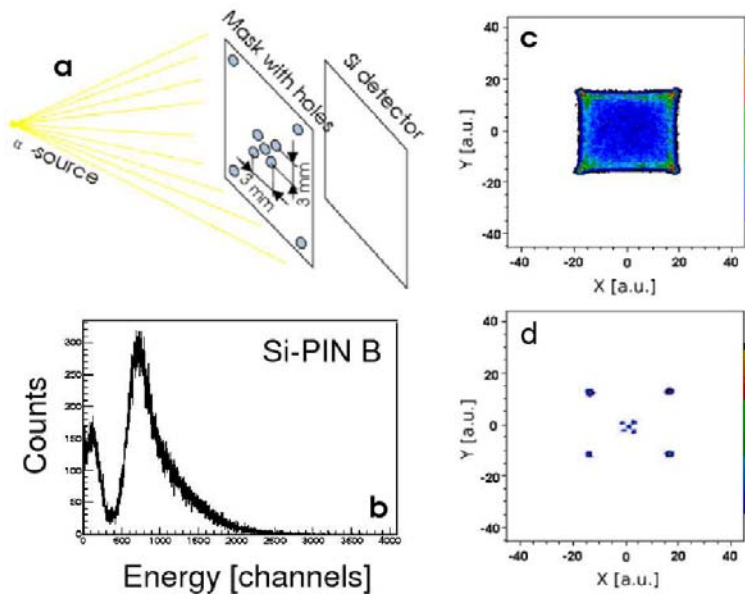 a
α -source
Mask with holes
Si detector
3 mm
3 mm
Si-PIN B
Counts
300
250
200
150
100
50
0
0 500 1000 1500 2000 2500 3000 3500 4000
b
Energy [channels]
c
Y [a.u.]
40
20
0
-20
-40
-40 -20 0 20 40
X [a.u.]
d
Y [a.u.]
40
20
0
-20
-40
-40 -20 0 20 40
X [a.u.]